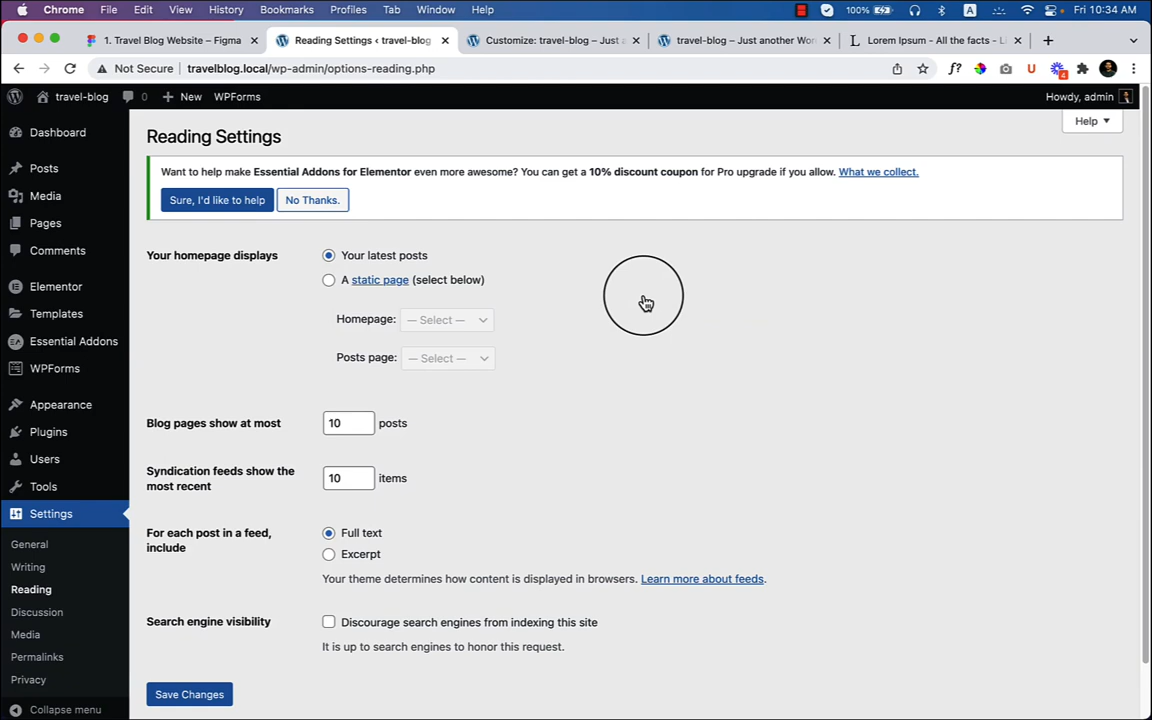 Chrome File Edit View History Bookmarks Profiles Tab Window Help 100% A Fri 10:34 AM
1. Travel Blog Website – Figma Reading Settings ‹ travel-blog Customize: travel-blog – Just a travel-blog – Just another Wor Lorem Ipsum - All the facts - Li
Not Secure travelblog.local/wp-admin/options-reading.php
travel-blog 0 New WPForms Howdy, admin
Help
Dashboard
Posts
Media
Pages
Comments
Elementor
Templates
Essential Addons
WPForms
Appearance
Plugins
Users
Tools
Settings
General
Writing
Reading
Discussion
Media
Permalinks
Privacy
Collapse menu
Reading Settings
Want to help make Essential Addons for Elementor even more awesome? You can get a 10% discount coupon for Pro upgrade if you allow. What we collect.
Sure, I'd like to help No Thanks.
Your homepage displays Your latest posts
A static page (select below)
Homepage: — Select —
Posts page: — Select —
Blog pages show at most 10 posts
Syndication feeds show the
most recent 10 items
For each post in a feed,
include Full text
Excerpt
Your theme determines how content is displayed in browsers. Learn more about feeds.
Search engine visibility Discourage search engines from indexing this site
It is up to search engines to honor this request.
Save Changes